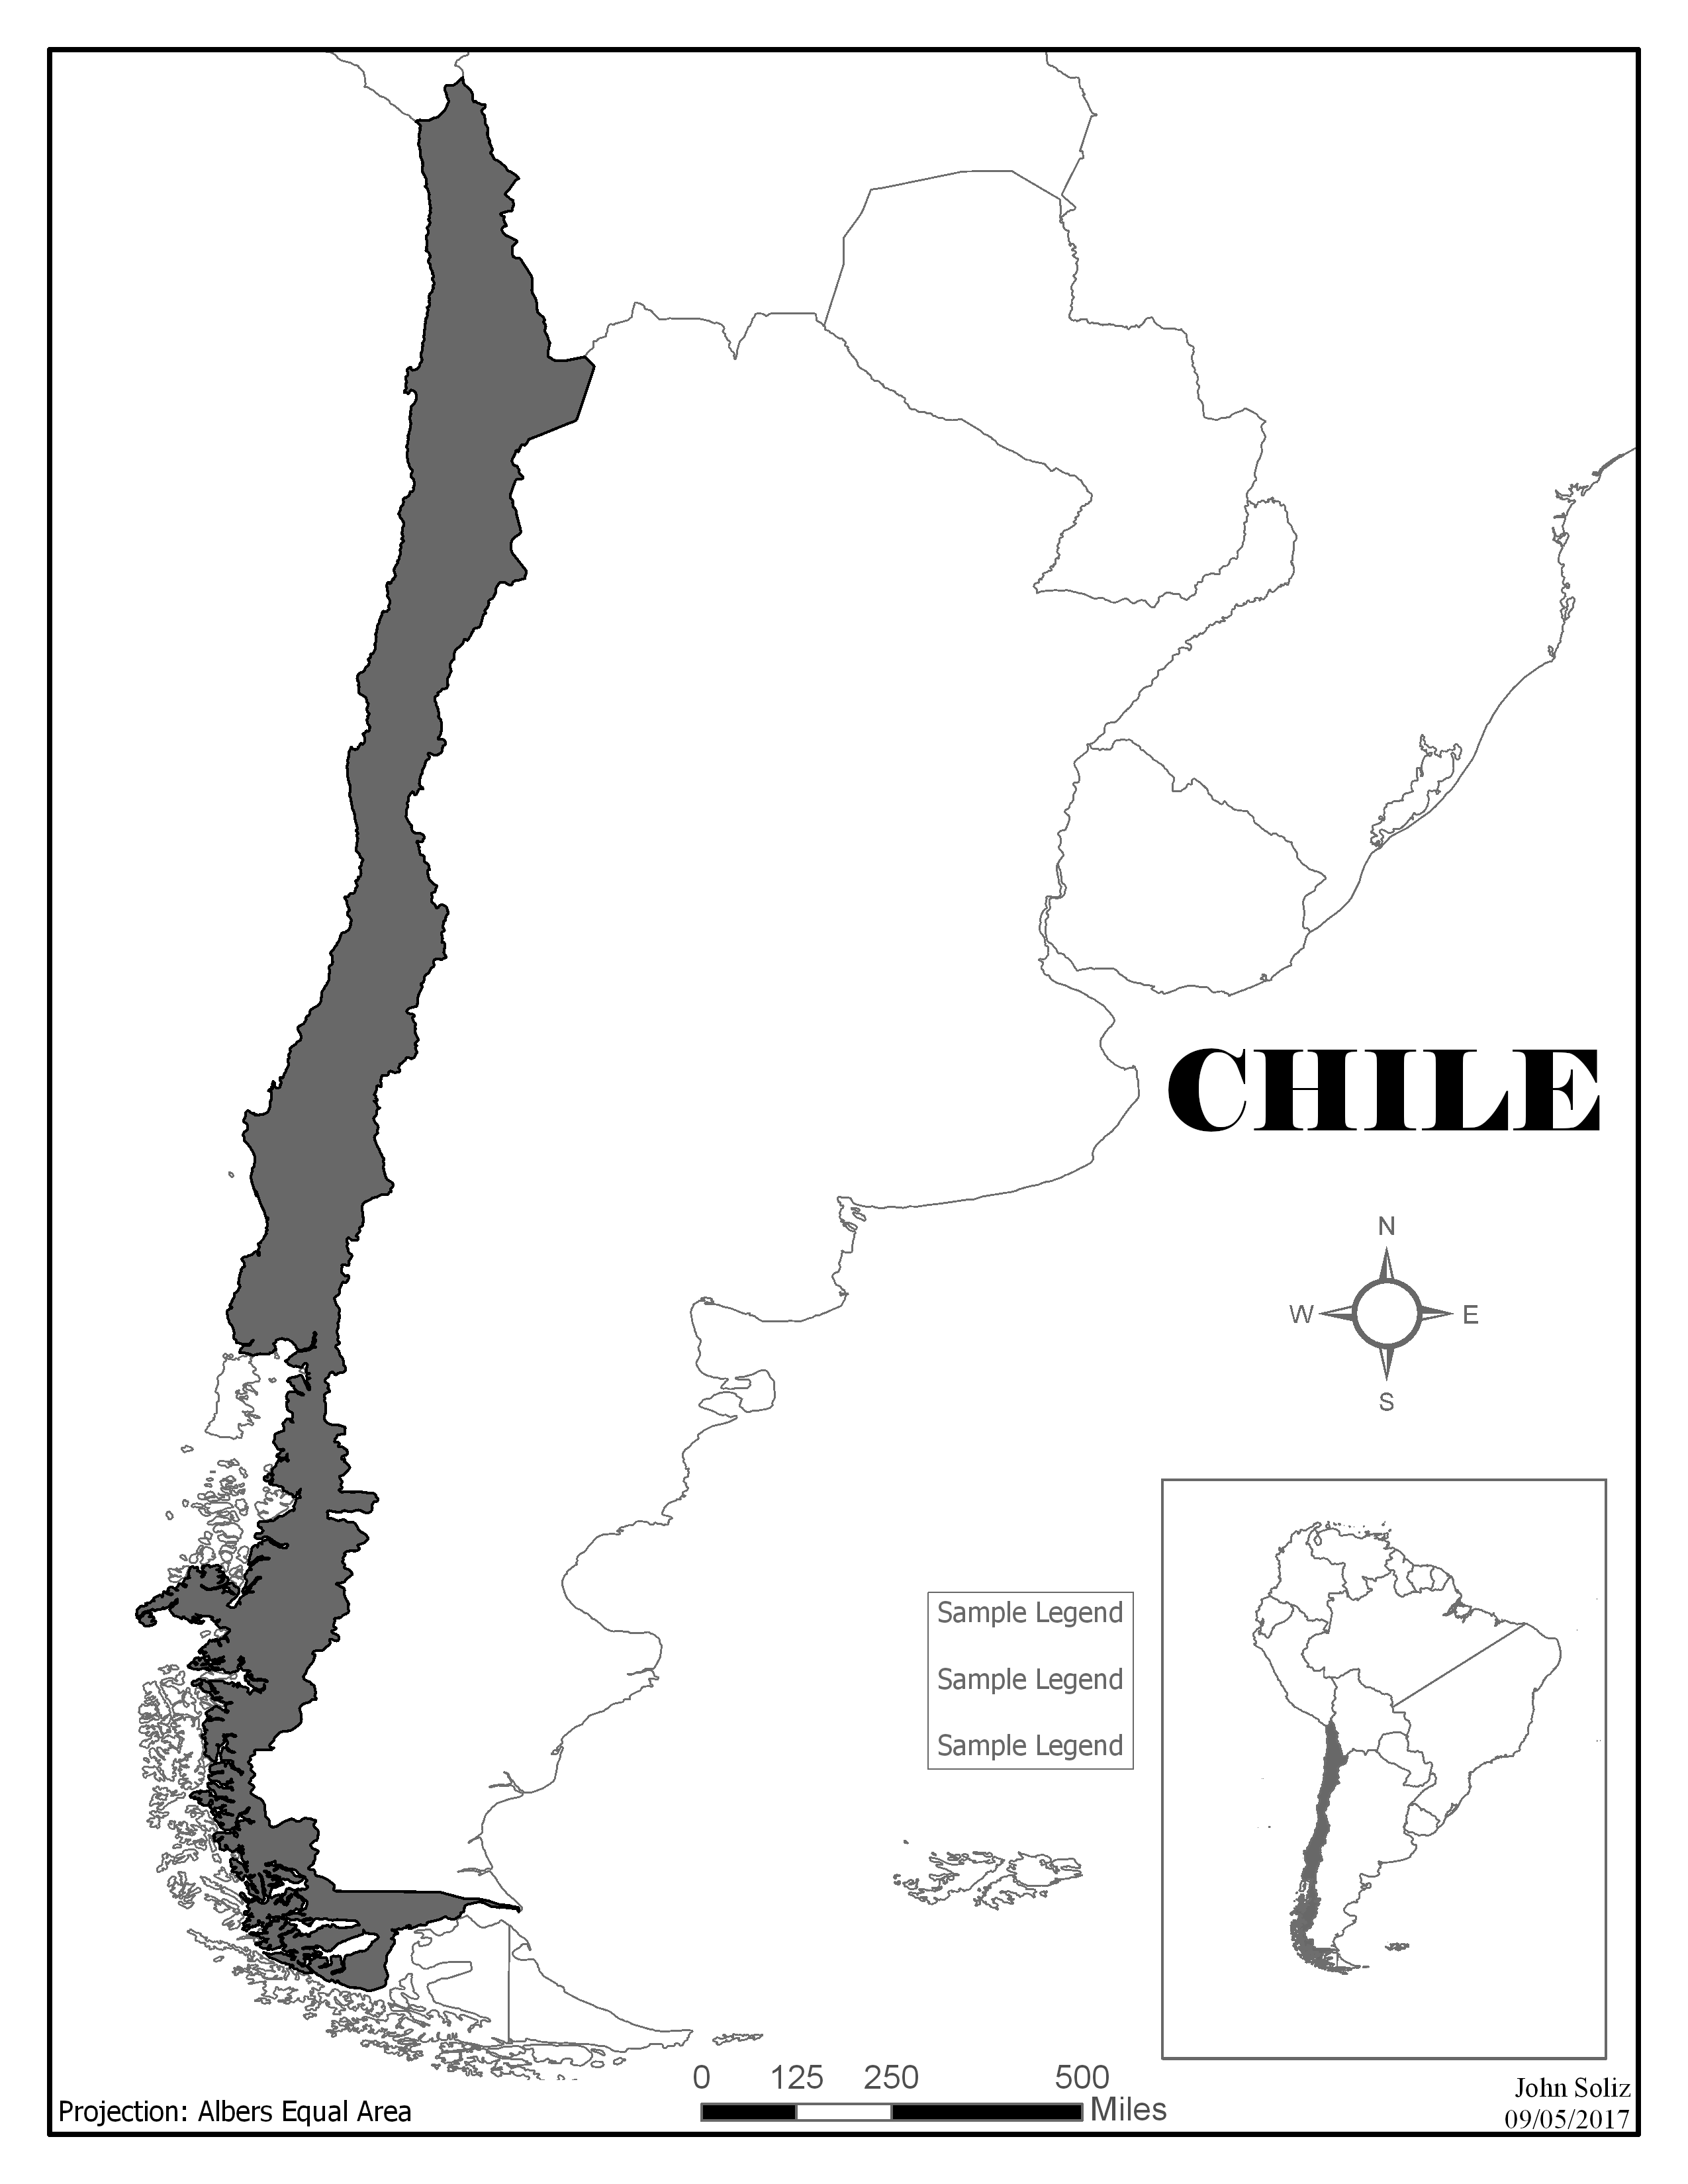 CHILE
N
W E
S
Sample Legend
Sample Legend
Sample Legend
0 125 250 500
Miles
Projection: Albers Equal Area
John Soliz
09/05/2017